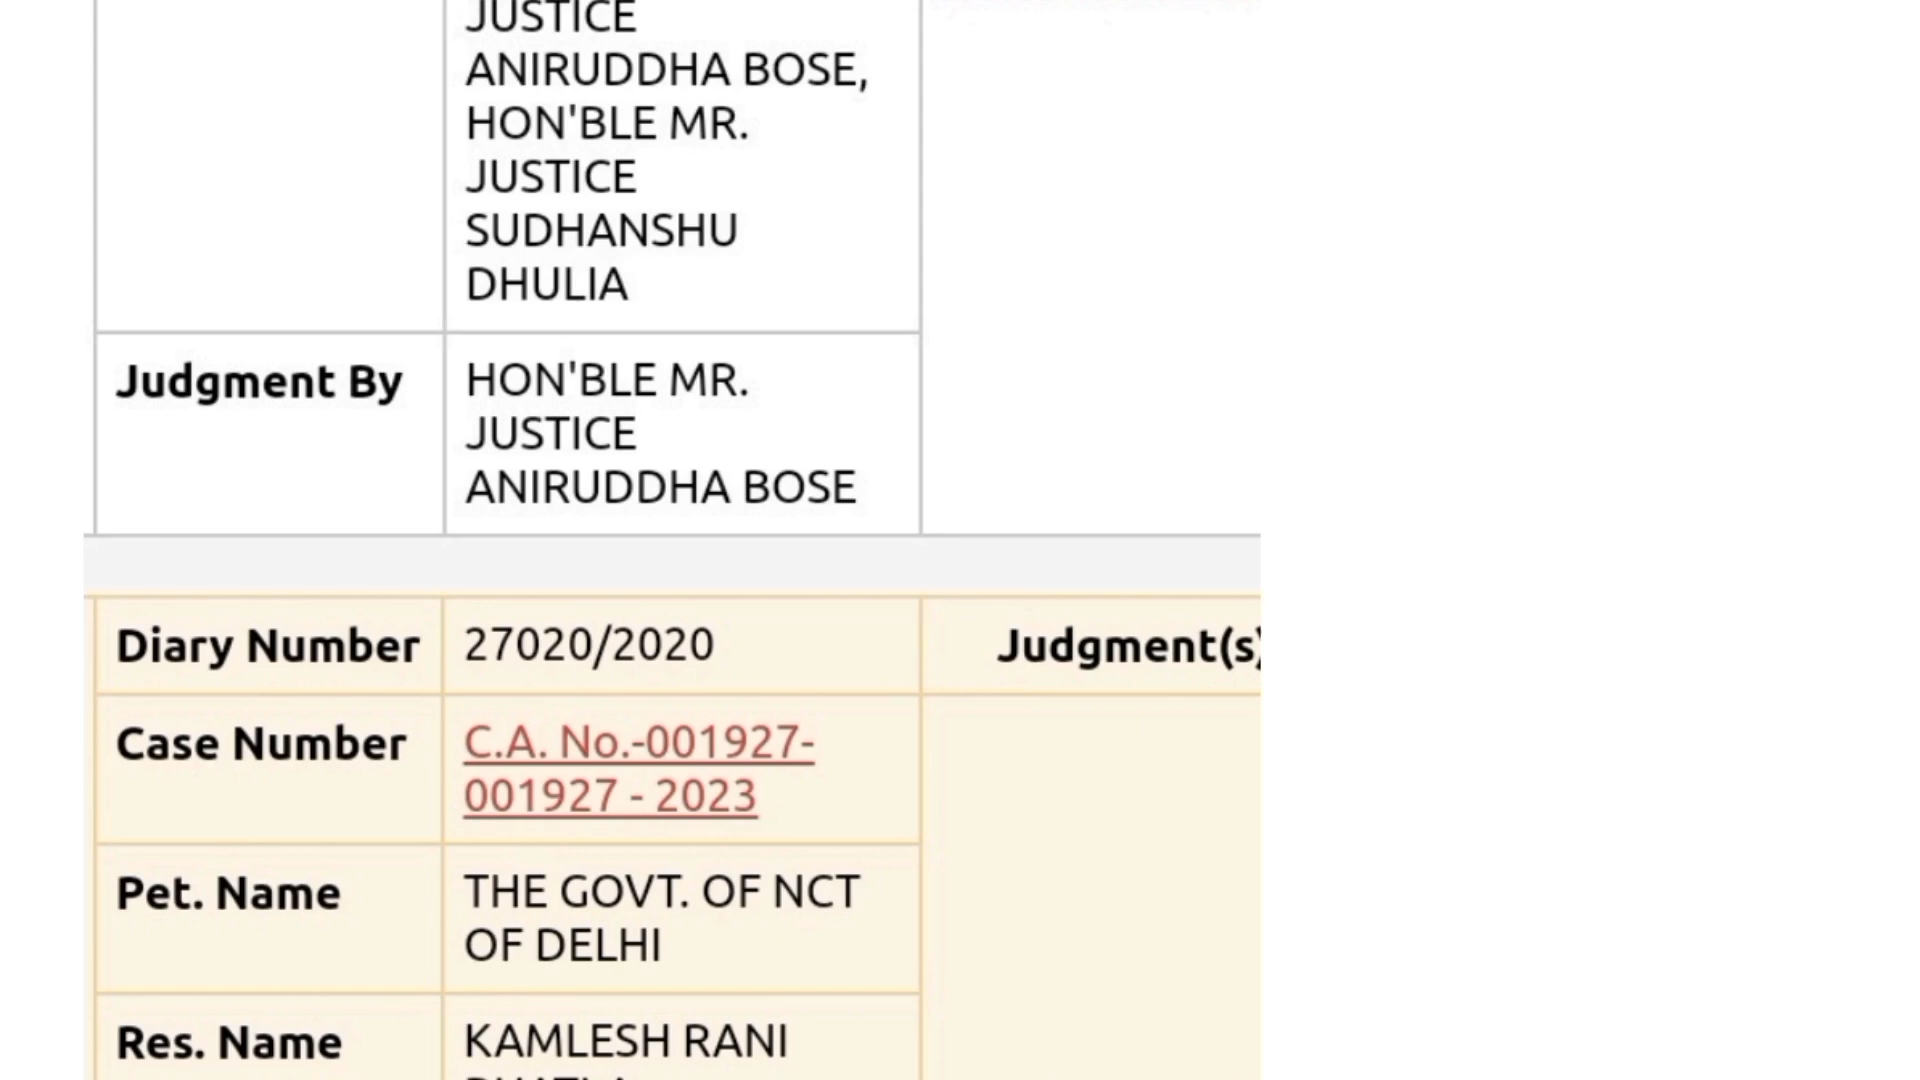 JUSTICE
ANIRUDDHA BOSE,
HON'BLE MR.
JUSTICE
SUDHANSHU
DHULIA
Judgment By
HON'BLE MR.
JUSTICE
ANIRUDDHA BOSE
Diary Number
27020/2020
Judgment(s)
Case Number
C.A. No.-001927-
001927 - 2023
Pet. Name
THE GOVT. OF NCT
OF DELHI
Res. Name
KAMLESH RANI